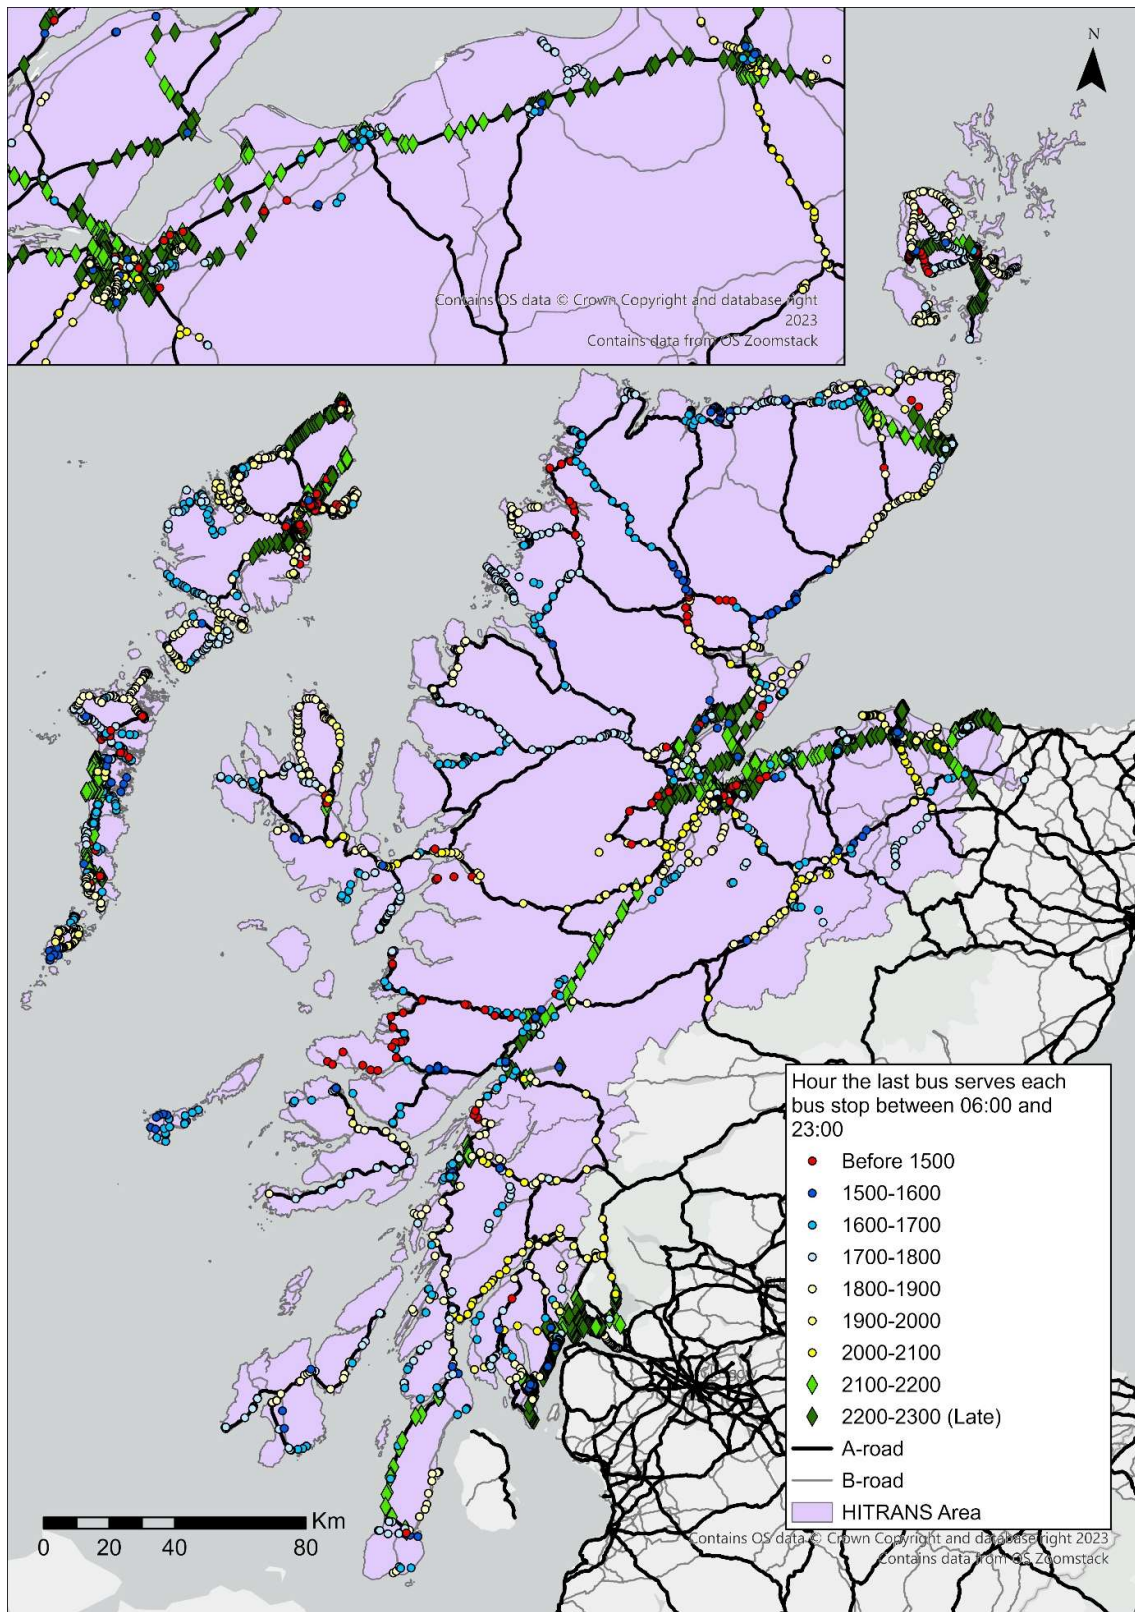 N
Contains OS data © Crown Copyright and database right
2023
Contains data from OS Zoomstack
Hour the last bus serves each
bus stop between 06:00 and
23:00
Before 1500
1500-1600
1600-1700
1700-1800
1800-1900
1900-2000
2000-2100
2100-2200
2200-2300 (Late)
A-road
B-road
HITRANS Area
Km
0 20 40 80
Contains OS data © Crown Copyright and database right 2023
Contains data from OS Zoomstack